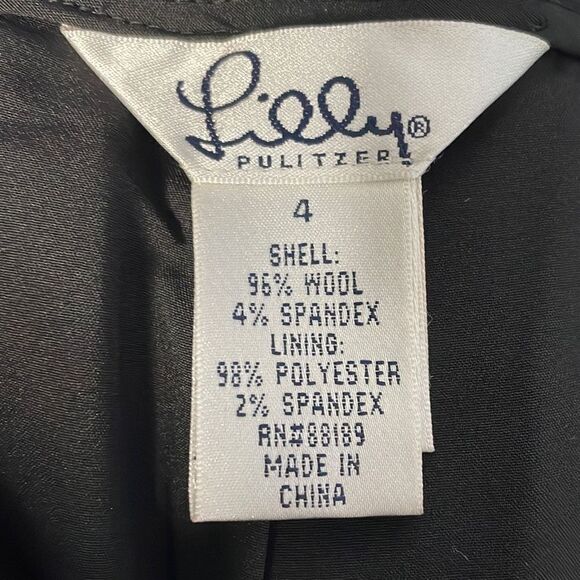 Lilly®
PULITZER®
4
SHELL:
96% WOOL
4% SPANDEX
LINING:
98% POLYESTER
2% SPANDEX
RN#88189
MADE IN
CHINA